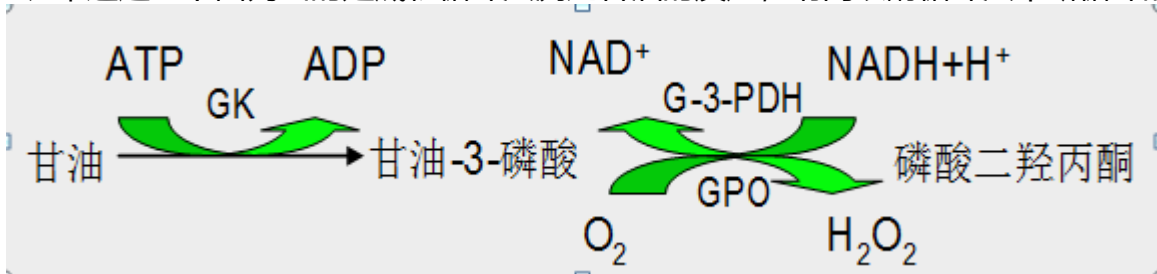 ATP ADP NAD⁺ NADH+H⁺
GK G-3-PDH
甘油 甘油-3-磷酸 磷酸二羟丙酮
GPO
O₂ H₂O₂